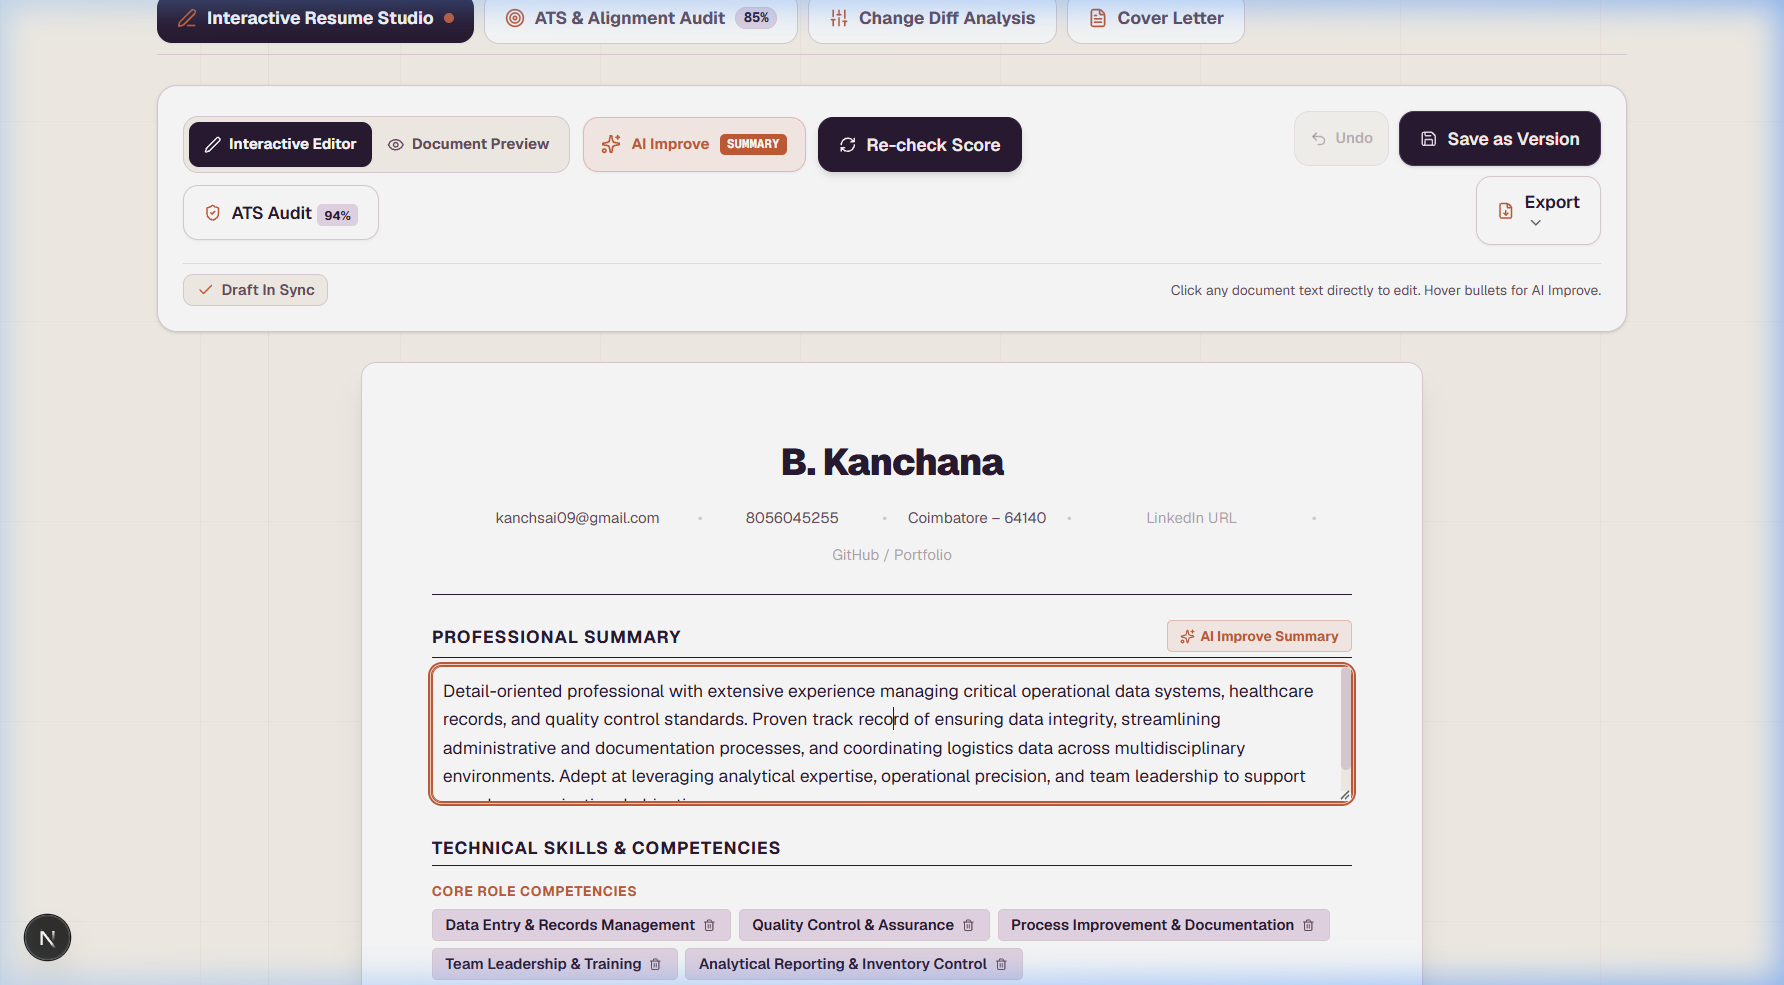 Interactive Resume Studio
ATS & Alignment Audit 85%
Change Diff Analysis
Cover Letter
Interactive Editor
Document Preview
AI Improve SUMMARY
Re-check Score
Undo
Save as Version
ATS Audit 94%
Export
Draft In Sync
Click any document text directly to edit. Hover bullets for AI Improve.
B. Kanchana
kanchsai09@gmail.com • 8056045255 • Coimbatore – 64140 • LinkedIn URL •
GitHub / Portfolio
PROFESSIONAL SUMMARY
AI Improve Summary
Detail-oriented professional with extensive experience managing critical operational data systems, healthcare
records, and quality control standards. Proven track record of ensuring data integrity, streamlining
administrative and documentation processes, and coordinating logistics data across multidisciplinary
environments. Adept at leveraging analytical expertise, operational precision, and team leadership to support
TECHNICAL SKILLS & COMPETENCIES
CORE ROLE COMPETENCIES
Data Entry & Records Management
Quality Control & Assurance
Process Improvement & Documentation
Team Leadership & Training
Analytical Reporting & Inventory Control
N